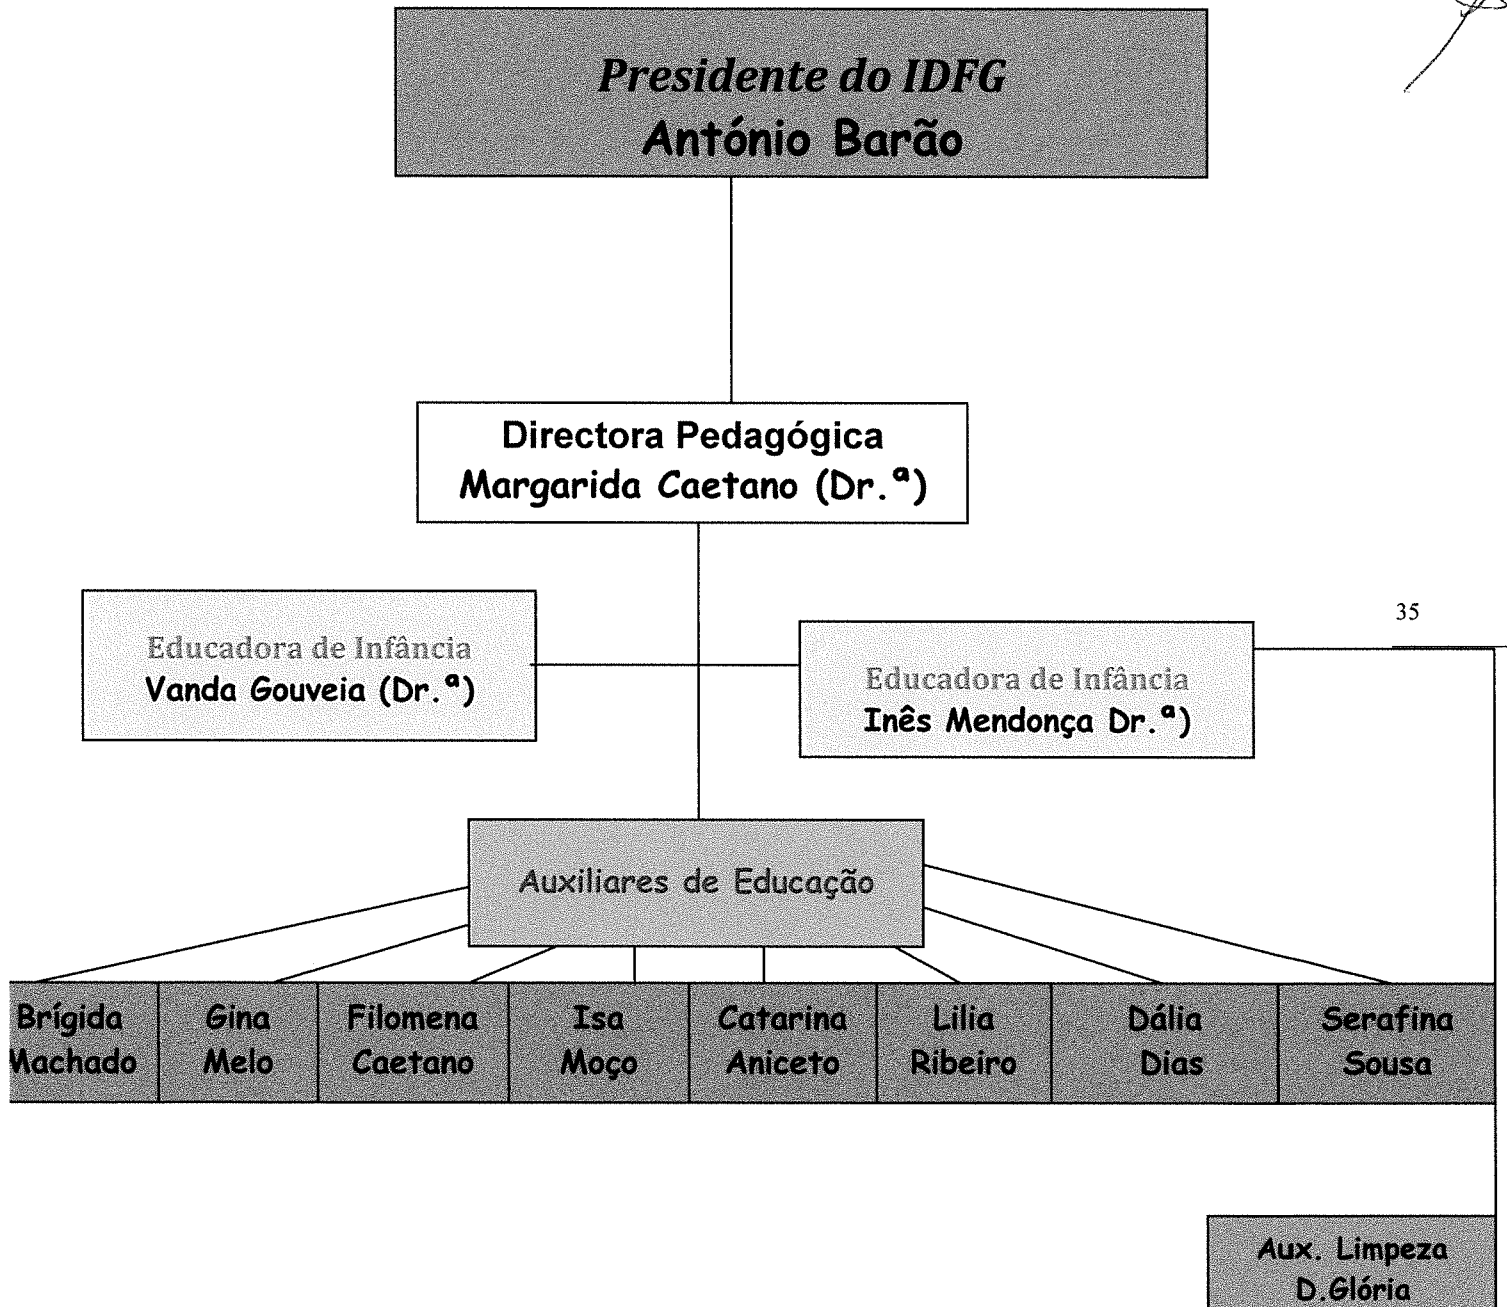 Presidente do IDFG
António Barão
Directora Pedagógica
Margarida Caetano (Dr.ª)
35
Educadora de Infância
Vanda Gouveia (Dr.ª)
Educadora de Infância
Inês Mendonça Dr.ª)
Auxiliares de Educação
Brígida
Machado
Gina
Melo
Filomena
Caetano
Isa
Moço
Catarina
Aniceto
Lilia
Ribeiro
Dália
Dias
Serafina
Sousa
Aux. Limpeza
D.Glória